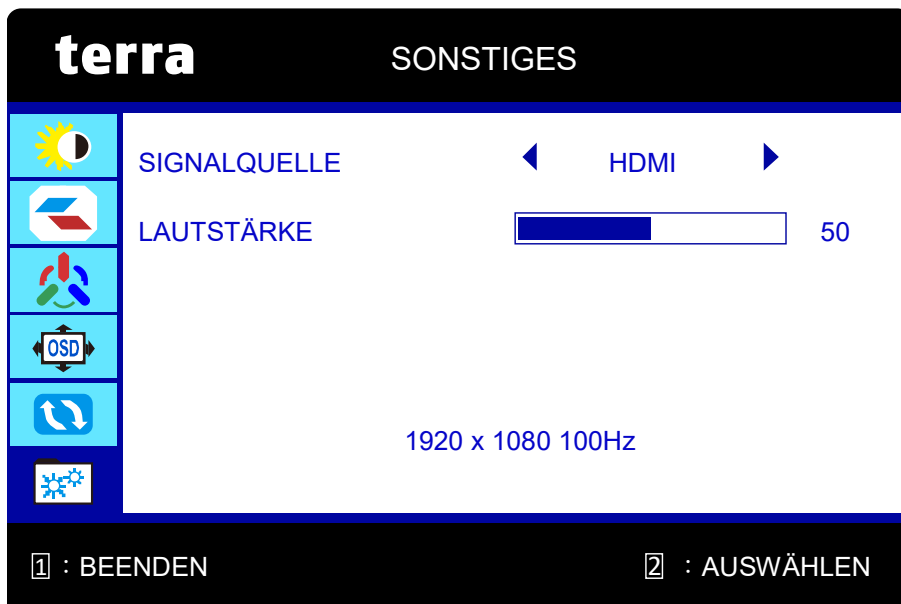 terra SONSTIGES
SIGNALQUELLE HDMI
LAUTSTÄRKE 50
OSD
1920 x 1080 100Hz
1 : BEENDEN 2 : AUSWÄHLEN